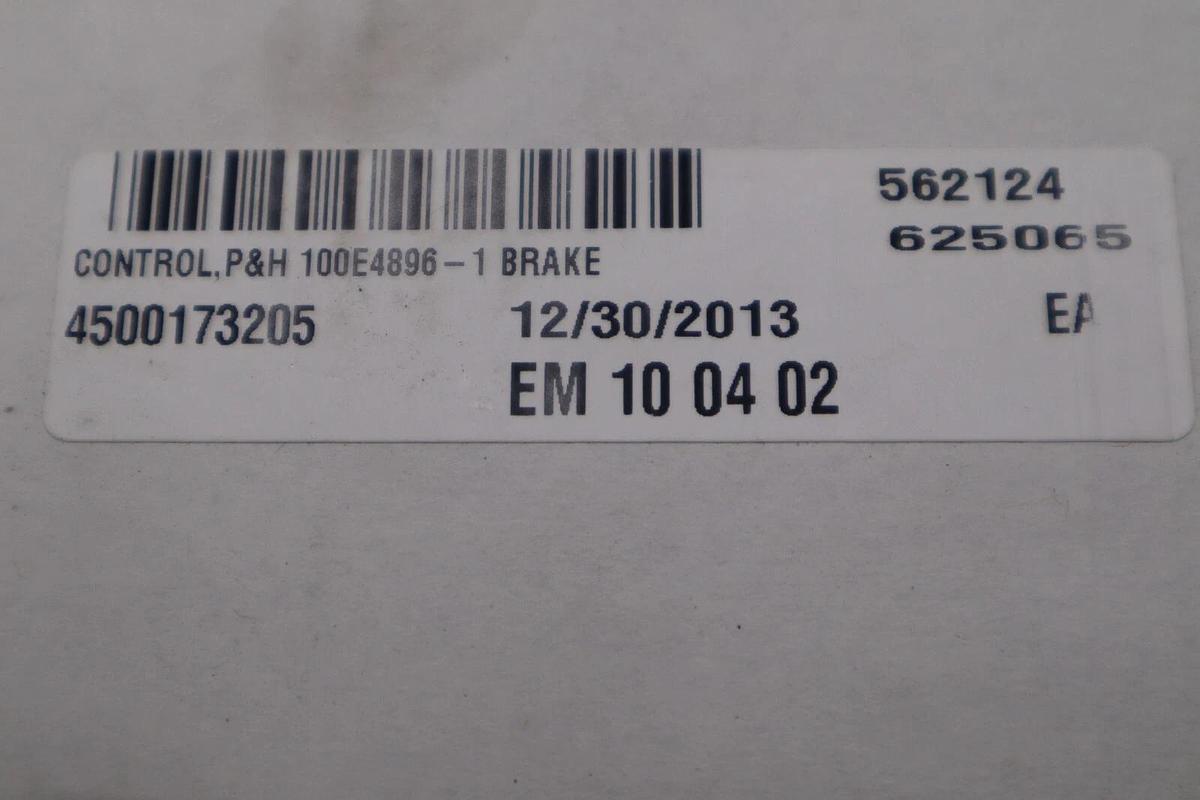 562124
625065
CONTROL,P&H 100E4896-1 BRAKE
4500173205 12/30/2013 EA
EM 10 04 02